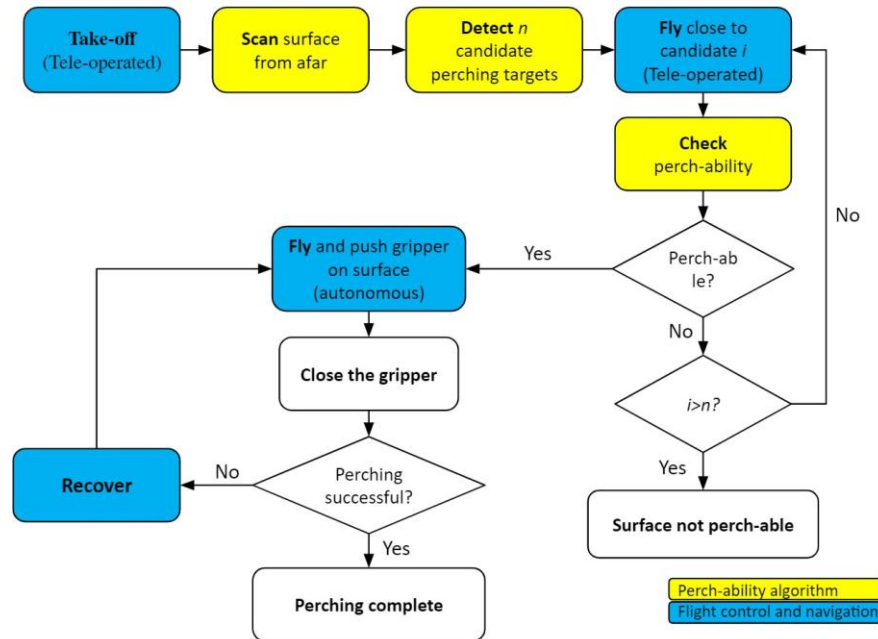 Take-off
(Tele-operated)
Scan surface
from afar
Detect n
candidate
perching targets
Fly close to
candidate i
(Tele-operated)
Check
perch-ability
No
Perch-ab
le?
Yes
Fly and push gripper
on surface
(autonomous)
No
Close the gripper
i>n?
Perching
successful?
No
Recover
Yes
Surface not perch-able
Yes
Perching complete
Perch-ability algorithm
Flight control and navigation